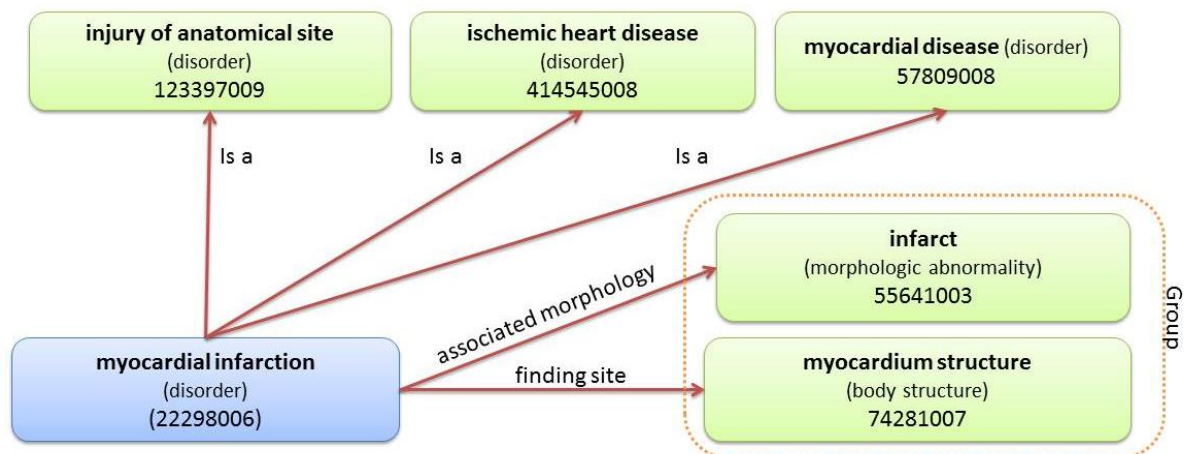 injury of anatomical site
(disorder)
123397009
ischemic heart disease
(disorder)
414545008
myocardial disease (disorder)
57809008
Is a
Is a
Is a
infarct
(morphologic abnormality)
55641003
Group
associated morphology
myocardial infarction
(disorder)
(22298006)
finding site
myocardium structure
(body structure)
74281007